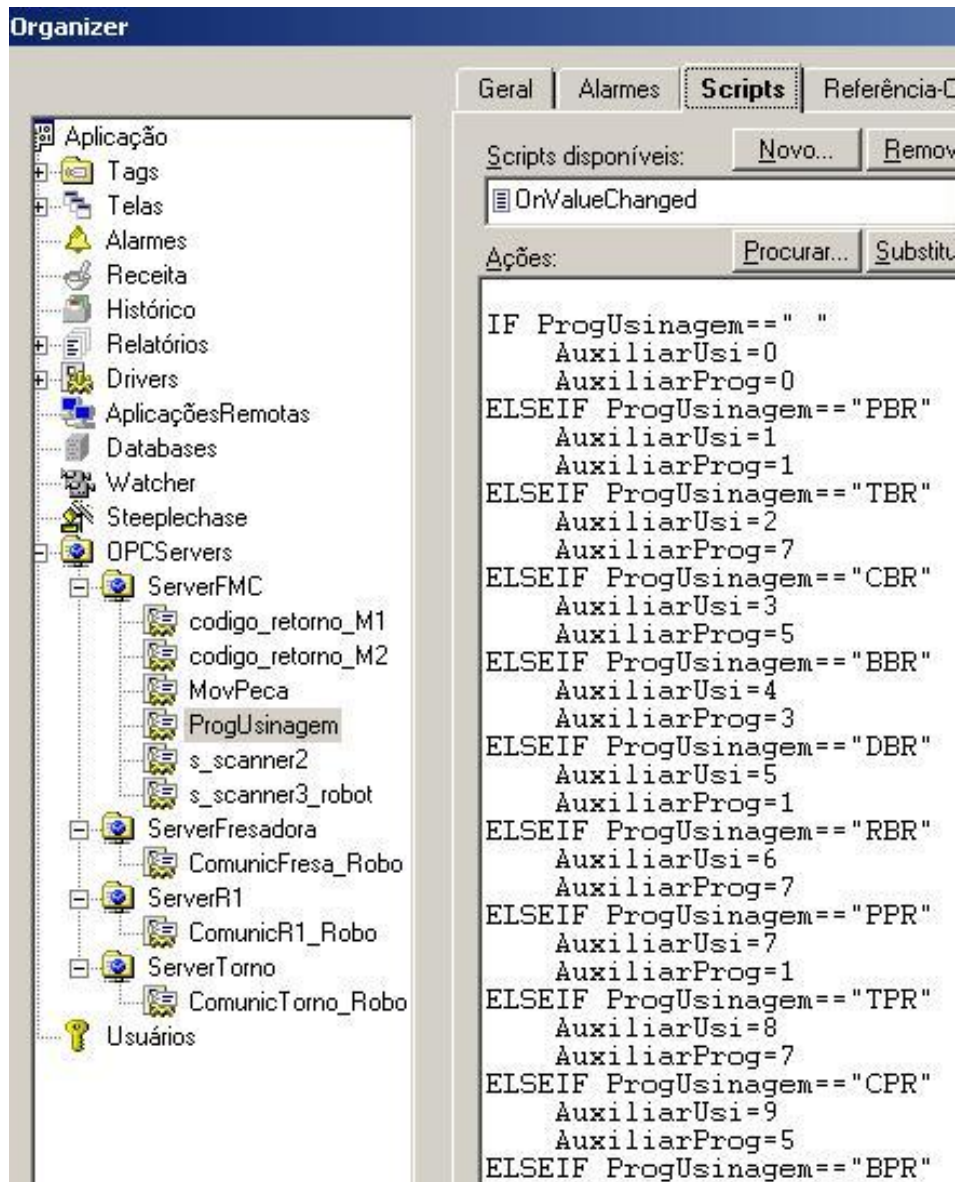 Organizer
Geral
Alarmes
Scripts
Aplicação
Tags
Telas
Alarmes
Receita
Histórico
Relatórios
Drivers
AplicaçõesRemotas
Databases
Watcher
Steeplechase
OPCServers
ServerFMC
codigo_retorno_M1
codigo_retorno_M2
MovPeca
ProgUsinagem
s_scanner2
s_scanner3_robot
ServerFresadora
ComunicFresa_Robo
ServerR1
ComunicR1_Robo
ServerTorno
ComunicTorno_Robo
Usuários
Scripts disponíveis:
Novo...
OnValueChanged
Ações:
Procurar...
IF ProgUsinagem==" "
AuxiliarUsi=0
AuxiliarProg=0
ELSEIF ProgUsinagem=="PBR"
AuxiliarUsi=1
AuxiliarProg=1
ELSEIF ProgUsinagem=="TBR"
AuxiliarUsi=2
AuxiliarProg=7
ELSEIF ProgUsinagem=="CBR"
AuxiliarUsi=3
AuxiliarProg=5
ELSEIF ProgUsinagem=="BBR"
AuxiliarUsi=4
AuxiliarProg=3
ELSEIF ProgUsinagem=="DBR"
AuxiliarUsi=5
AuxiliarProg=1
ELSEIF ProgUsinagem=="RBR"
AuxiliarUsi=6
AuxiliarProg=7
ELSEIF ProgUsinagem=="PPR"
AuxiliarUsi=7
AuxiliarProg=1
ELSEIF ProgUsinagem=="TPR"
AuxiliarUsi=8
AuxiliarProg=7
ELSEIF ProgUsinagem=="CPR"
AuxiliarUsi=9
AuxiliarProg=5
ELSEIF ProgUsinagem=="BPR"